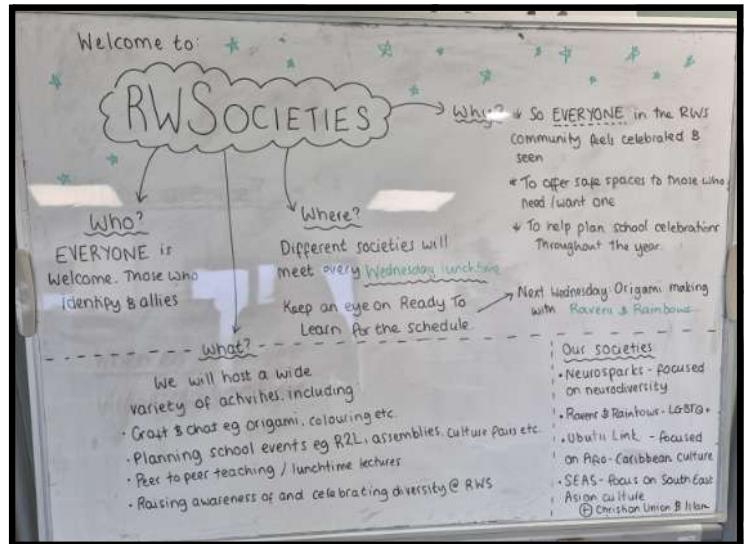 Welcome to:
RWSOCIETIES
Why?
* So EVERYONE in the RWS
community feels celebrated &
seen
* To offer safe spaces to those who
need/want one
* To help plan school celebrations
Throughout the year.
Who?
EVERYONE is
Welcome. Those who
identify & allies
Where?
Different societies will
meet every Wednesday lunchtime
Keep an eye on Ready To
Learn for the schedule.
Next Wednesday: Origami making
with Ravens & Rainbows
What?
We will host a wide
variety of activities, including:
• Craft & chat eg origami, colouring etc.
• Planning school events eg R2L, assemblies, culture fairs etc.
• Peer to peer teaching / lunchtime lectures
• Raising awareness of and celebrating diversity @ RWS
Our societies
• Neurosparks - focused
on neurodiversity
• Ravens & Rainbows - LGBTQ+
• Ubutu Link - focused
on Afro-Caribbean culture
• SEAS - focus on South East
Asian culture
⊕ Christian Union & Islam